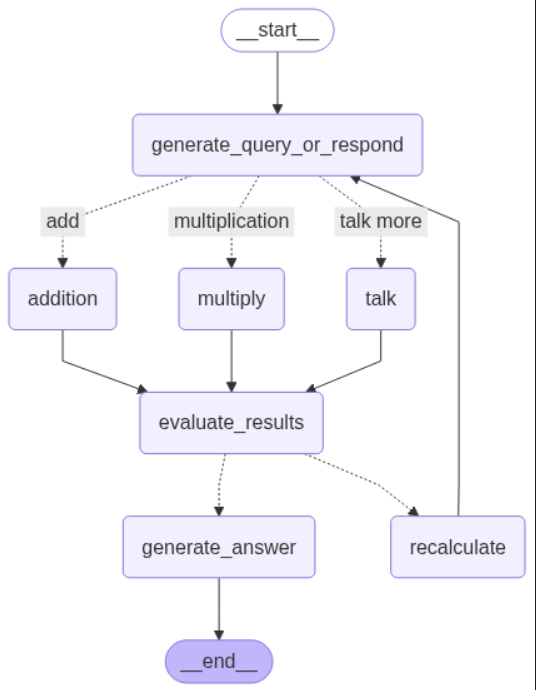 __start__
generate_query_or_respond
add
multiplication
talk more
addition
multiply
talk
evaluate_results
generate_answer
recalculate
__end__